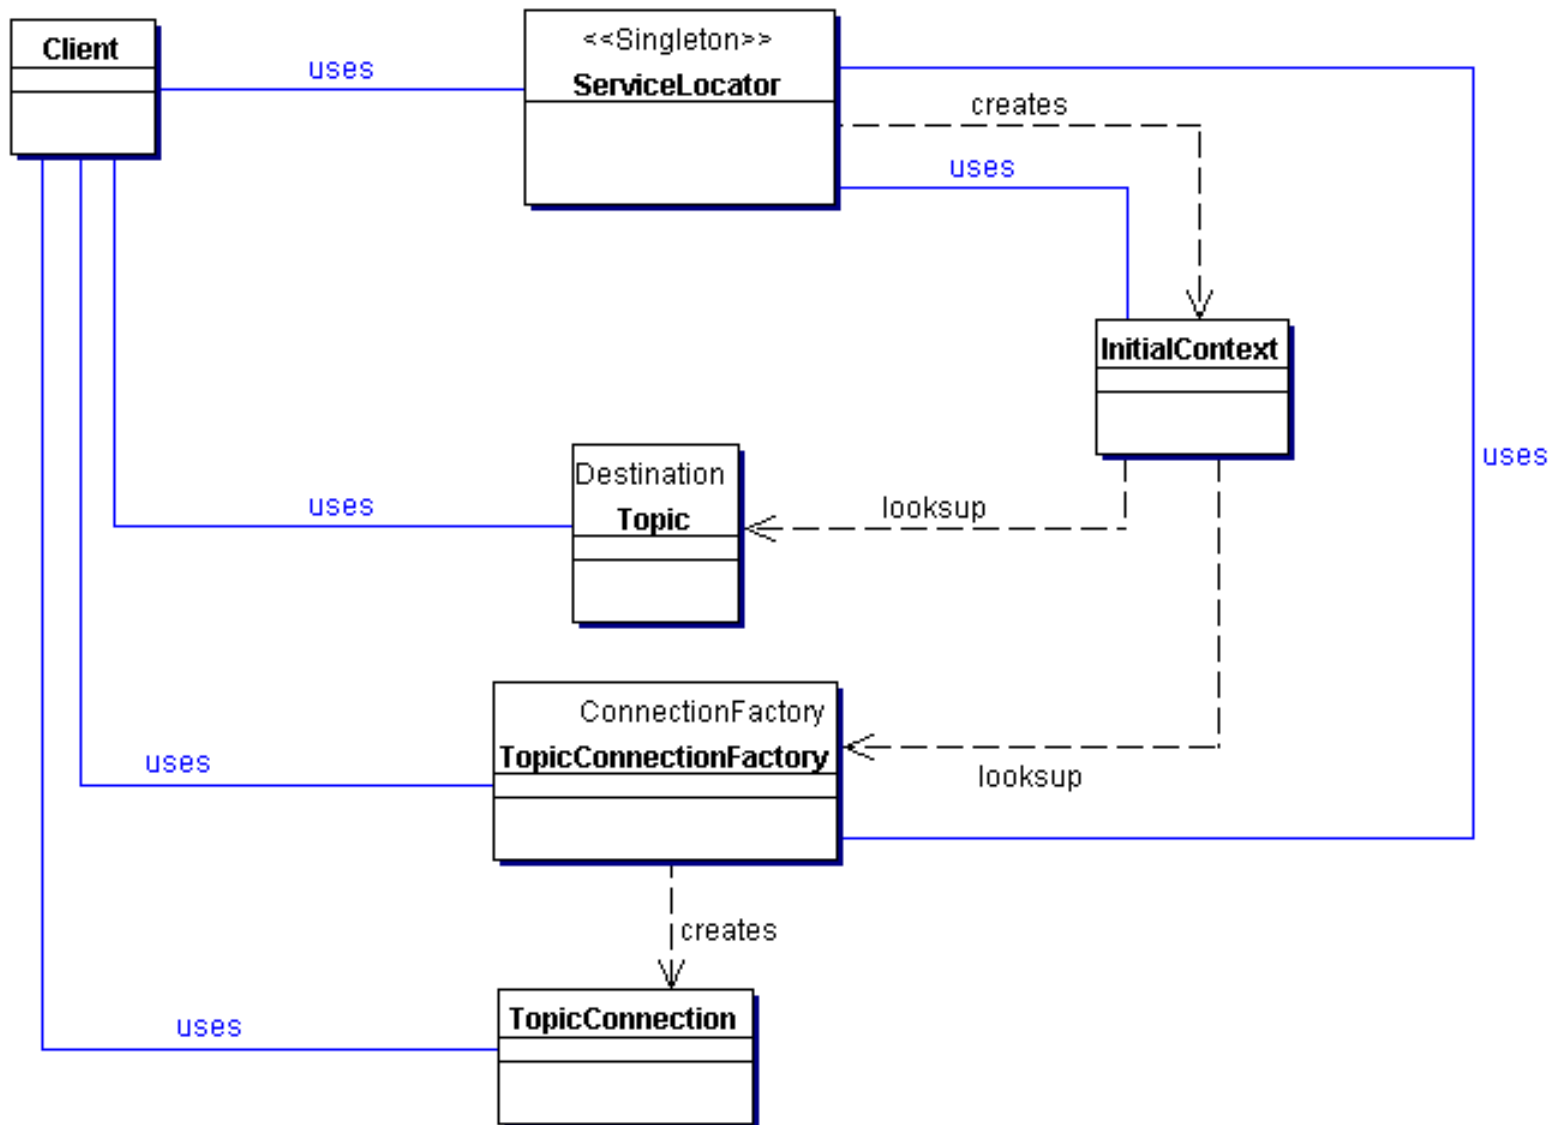 Client
uses
<<Singleton>>
ServiceLocator
creates
uses
InitialContext
uses
Destination
Topic
uses
looksup
ConnectionFactory
TopicConnectionFactory
uses
looksup
creates
TopicConnection
uses